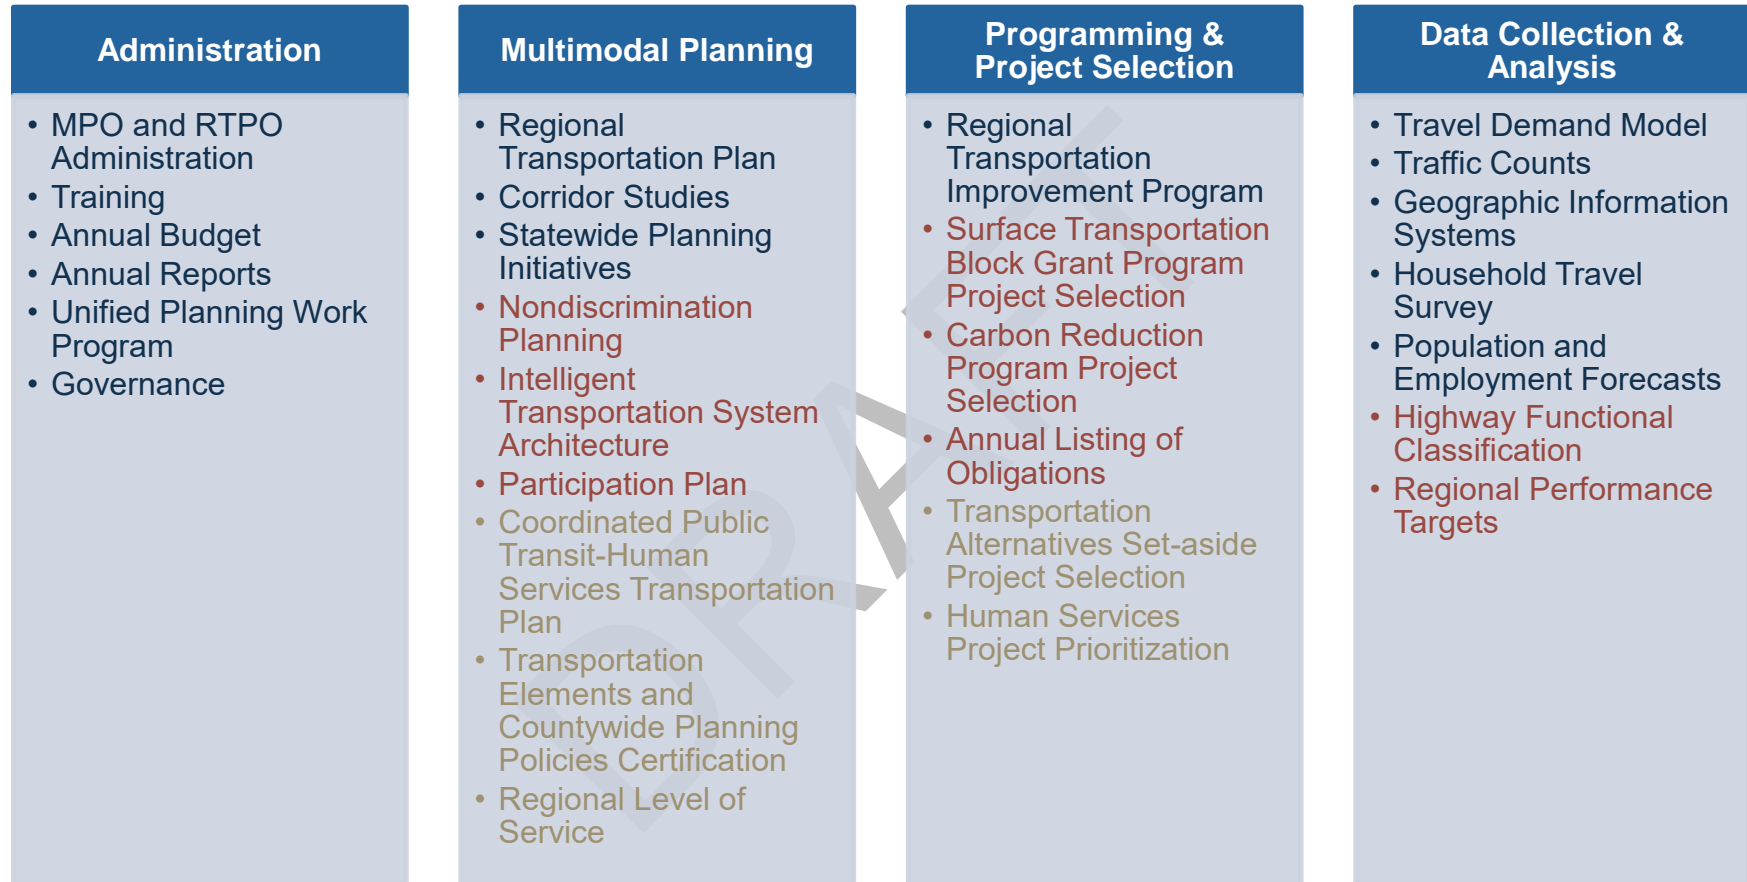 Administration
• MPO and RTPO
Administration
• Training
• Annual Budget
• Annual Reports
• Unified Planning Work
Program
• Governance
Multimodal Planning
• Regional
Transportation Plan
• Corridor Studies
• Statewide Planning
Initiatives
• Nondiscrimination
Planning
• Intelligent
Transportation System
Architecture
• Participation Plan
• Coordinated Public
Transit-Human
Services Transportation
Plan
• Transportation
Elements and
Countywide Planning
Policies Certification
• Regional Level of
Service
Programming &
Project Selection
• Regional
Transportation
Improvement Program
• Surface Transportation
Block Grant Program
Project Selection
• Carbon Reduction
Program Project
Selection
• Annual Listing of
Obligations
• Transportation
Alternatives Set-aside
Project Selection
• Human Services
Project Prioritization
Data Collection &
Analysis
• Travel Demand Model
• Traffic Counts
• Geographic Information
Systems
• Household Travel
Survey
• Population and
Employment Forecasts
• Highway Functional
Classification
• Regional Performance
Targets
DRAFT